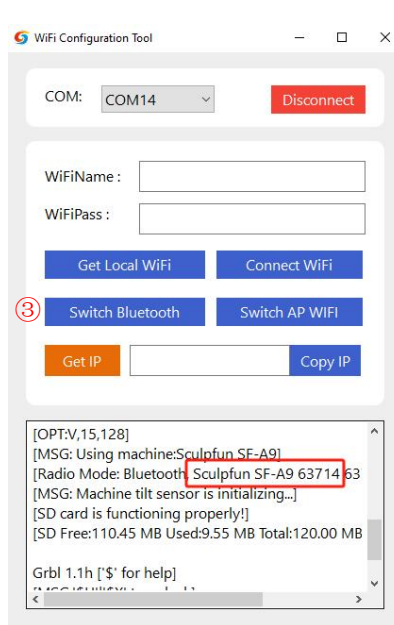 WiFi Configuration Tool
COM: COM14 Disconnect
WiFiName :
WiFiPass :
Get Local WiFi Connect WiFi
③ Switch Bluetooth Switch AP WIFI
Get IP Copy IP
[OPT:V,15,128]
[MSG: Using machine:Sculpfun SF-A9]
[Radio Mode: Bluetooth, Sculpfun SF-A9 63714 63
[MSG: Machine tilt sensor is initializing...]
[SD card is functioning properly!]
[SD Free:110.45 MB Used:9.55 MB Total:120.00 MB
Grbl 1.1h ['$' for help]